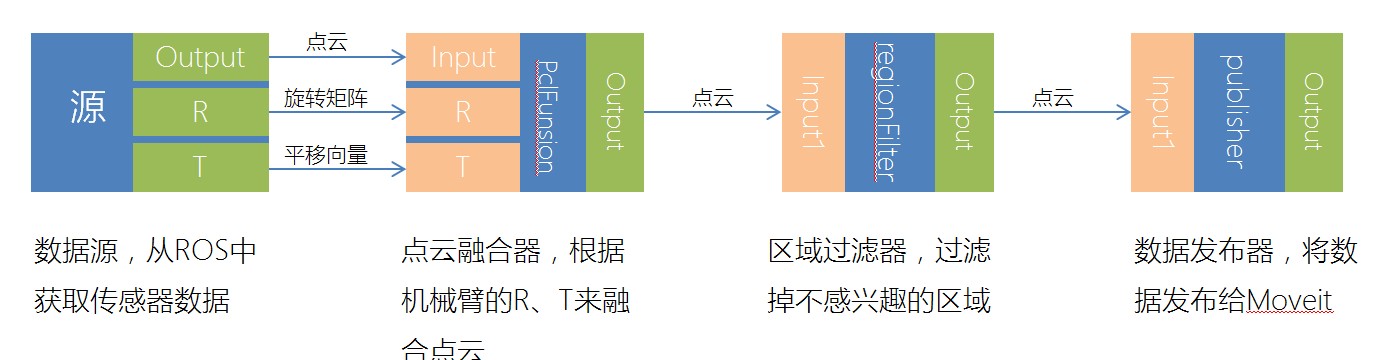 源
Output
R
T
点云
旋转矩阵
平移向量
Input
R
T
PclFunsion
Output
点云
Input1
regionFilter
Output
点云
Input1
publisher
Output
数据源，从ROS中
获取传感器数据
点云融合器，根据
机械臂的R、T来融
合点云
区域过滤器，过滤
掉不感兴趣的区域
数据发布器，将数
据发布给Moveit